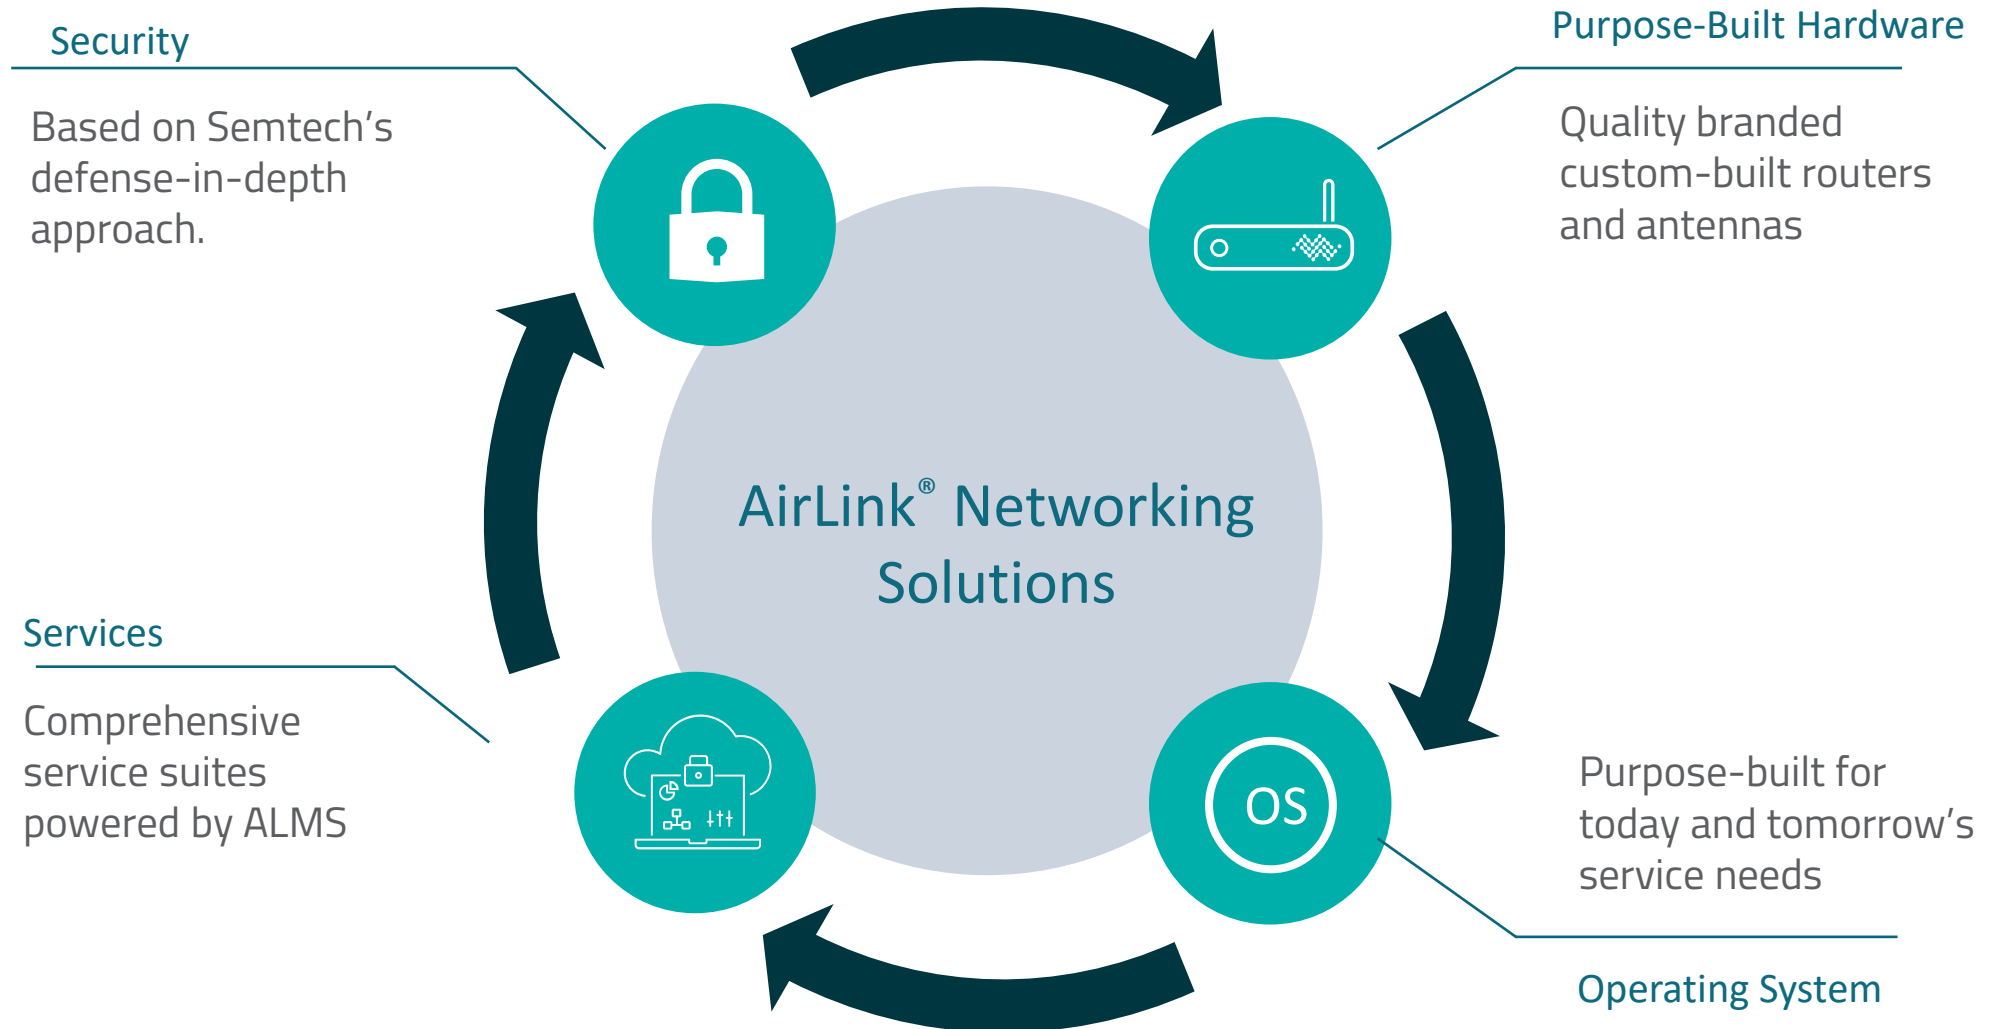 Security
Based on Semtech’s
defense-in-depth
approach.
Purpose-Built Hardware
Quality branded
custom-built routers
and antennas
AirLink® Networking
Solutions
Services
Comprehensive
service suites
powered by ALMS
OS
Purpose-built for
today and tomorrow’s
service needs
Operating System